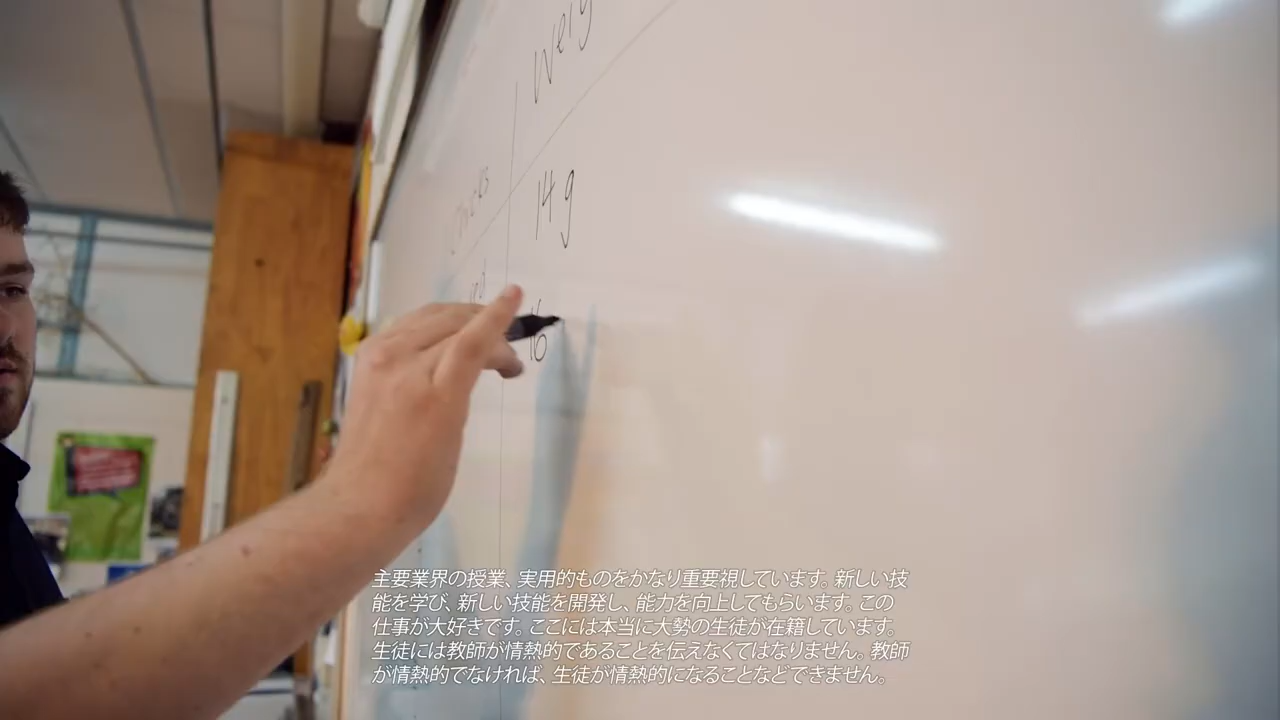 Weig
14g
16
主要業界の授業、実用的ものをかなり重要視しています。新しい技
能を学び、新しい技能を開発し、能力を向上してもらいます。この
仕事が大好きです。ここには本当に大勢の生徒が在籍しています。
生徒には教師が情熱的であることを伝えなくてはなりません。教師
が情熱的でなければ、生徒が情熱的になることなどできません。